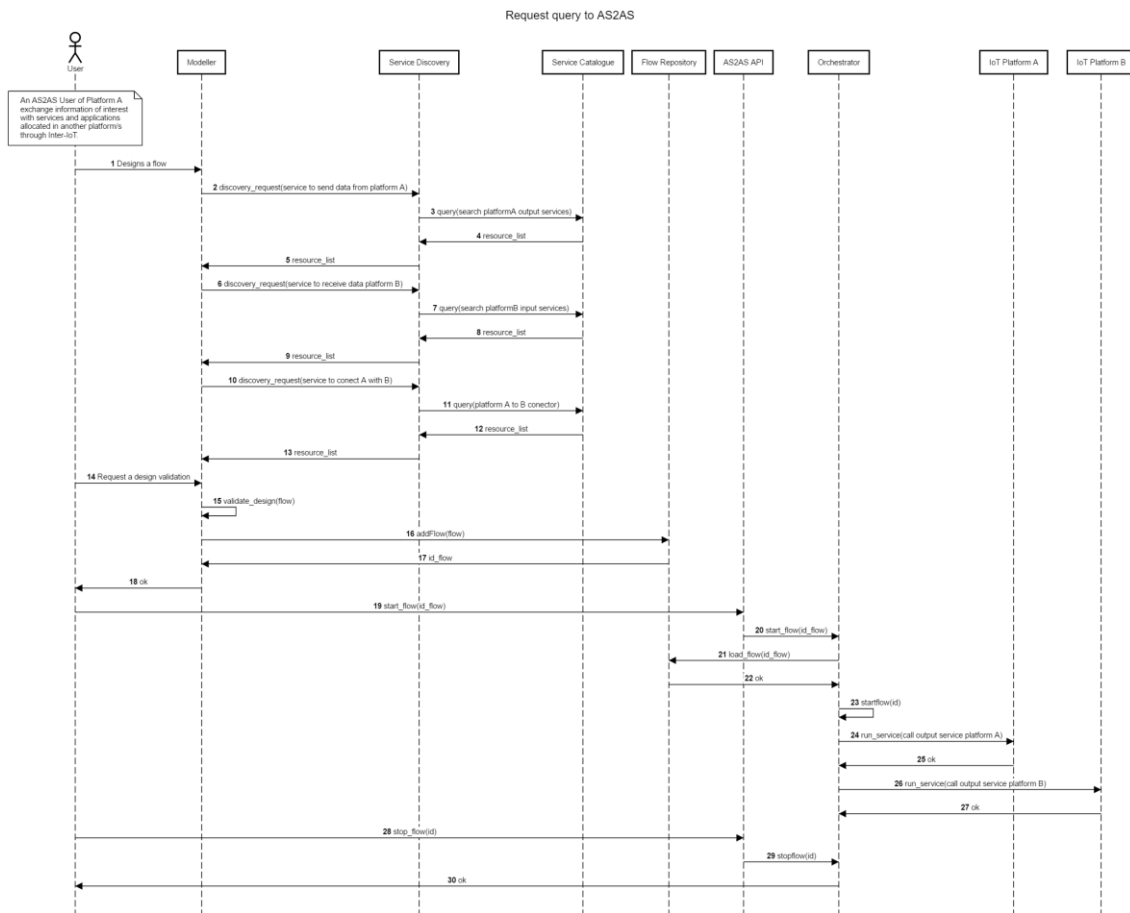 Request query to AS2AS
User
Modeller
Service Discovery
Service Catalogue
Flow Repository
AS2AS API
Orchestrator
IoT Platform A
IoT Platform B
An AS2AS User of Platform A
exchange information of interest
with services and applications
allocated in another platform/s
through Inter-IoT.
1 Designs a flow
2 discovery_request(service to send data from platform A)
3 query(search platformA output services)
4 resource_list
5 resource_list
6 discovery_request(service to receive data platform B)
7 query(search platformB input services)
8 resource_list
9 resource_list
10 discovery_request(service to conect A with B)
11 query(platform A to B conector)
12 resource_list
13 resource_list
14 Request a design validation
15 validate_design(flow)
16 addFlow(flow)
17 id_flow
18 ok
19 start_flow(id_flow)
20 start_flow(id_flow)
21 load_flow(id_flow)
22 ok
23 startflow(id)
24 run_service(call output service platform A)
25 ok
26 run_service(call output service platform B)
27 ok
28 stop_flow(id)
29 stopflow(id)
30 ok